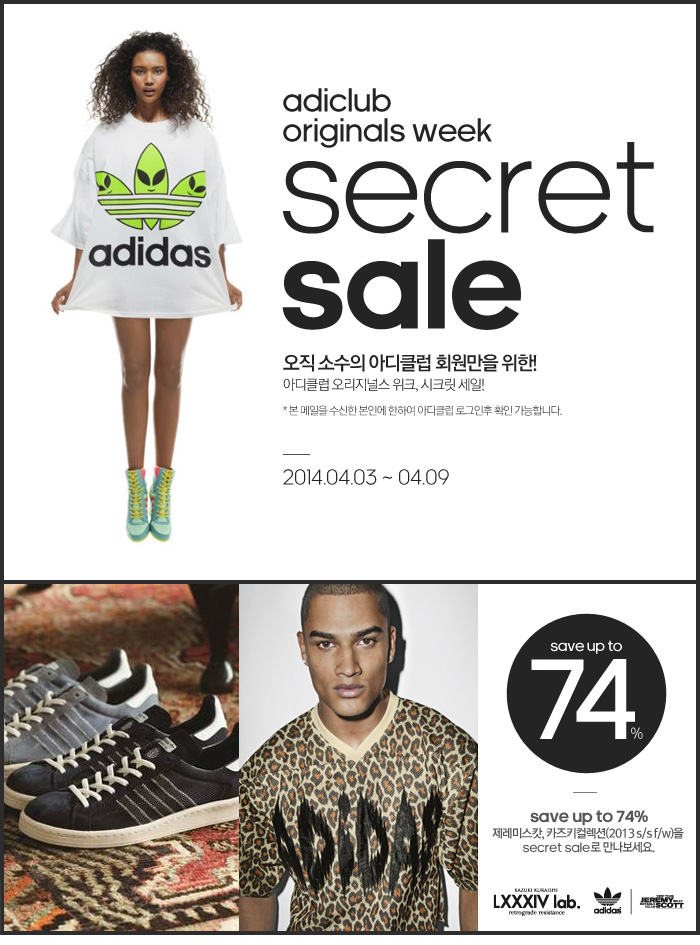 adiclub
originals week
secret
sale
오직 소수의 아디클럽 회원만을 위한!
아디클럽 오리지널스 위크, 시크릿 세일!
* 본 메일을 수신한 본인에 한하여 아디클럽 로그인후 확인 가능합니다.
2014.04.03 ~ 04.09
adidas
ADIDAS
save up to
74%
save up to 74%
제레미스캇, 카즈키컬렉션(2013 s/s f/w)을
secret sale로 만나보세요.
KAZUKI KURAISHI
LXXXIV lab.
retrograde resistance
adidas
JEREMY
SCOTT